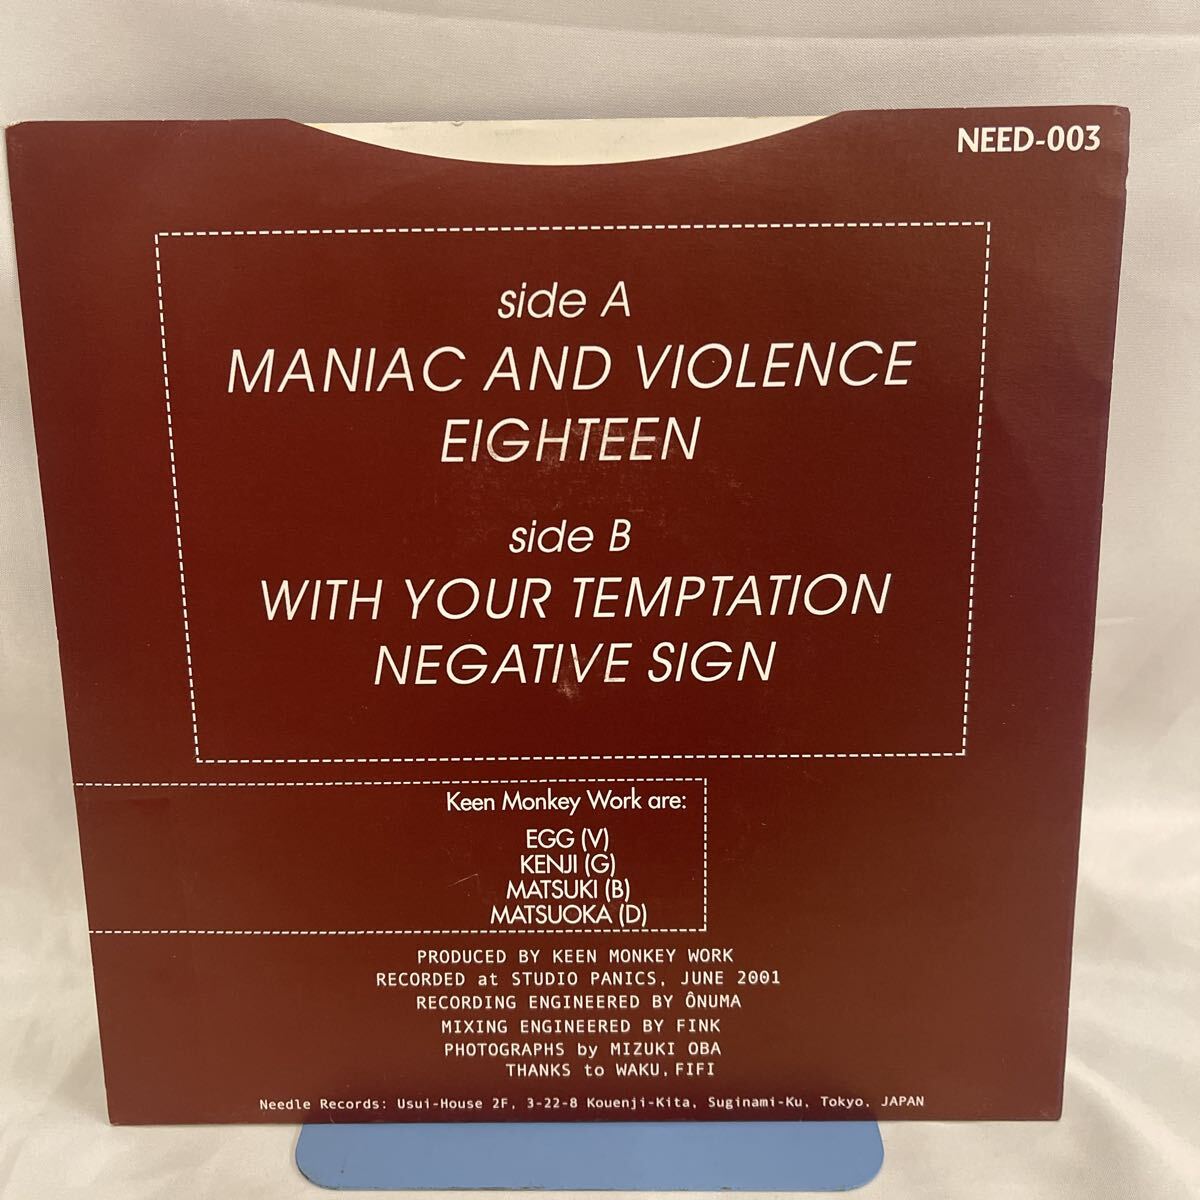 NEED-003
side A
MANIAC AND VIOLENCE
EIGHTEEN
side B
WITH YOUR TEMPTATION
NEGATIVE SIGN
Keen Monkey Work are:
EGG (V)
KENJI (G)
MATSUKI (B)
MATSUOKA (D)
PRODUCED BY KEEN MONKEY WORK
RECORDED at STUDIO PANICS, JUNE 2001
RECORDING ENGINEERED BY ÔNUMA
MIXING ENGINEERED BY FINK
PHOTOGRAPHS by MIZUKI OBA
THANKS to WAKU, FIFI
Needle Records: Usui-House 2F, 3-22-8 Kouenji-Kita, Suginami-Ku, Tokyo, JAPAN